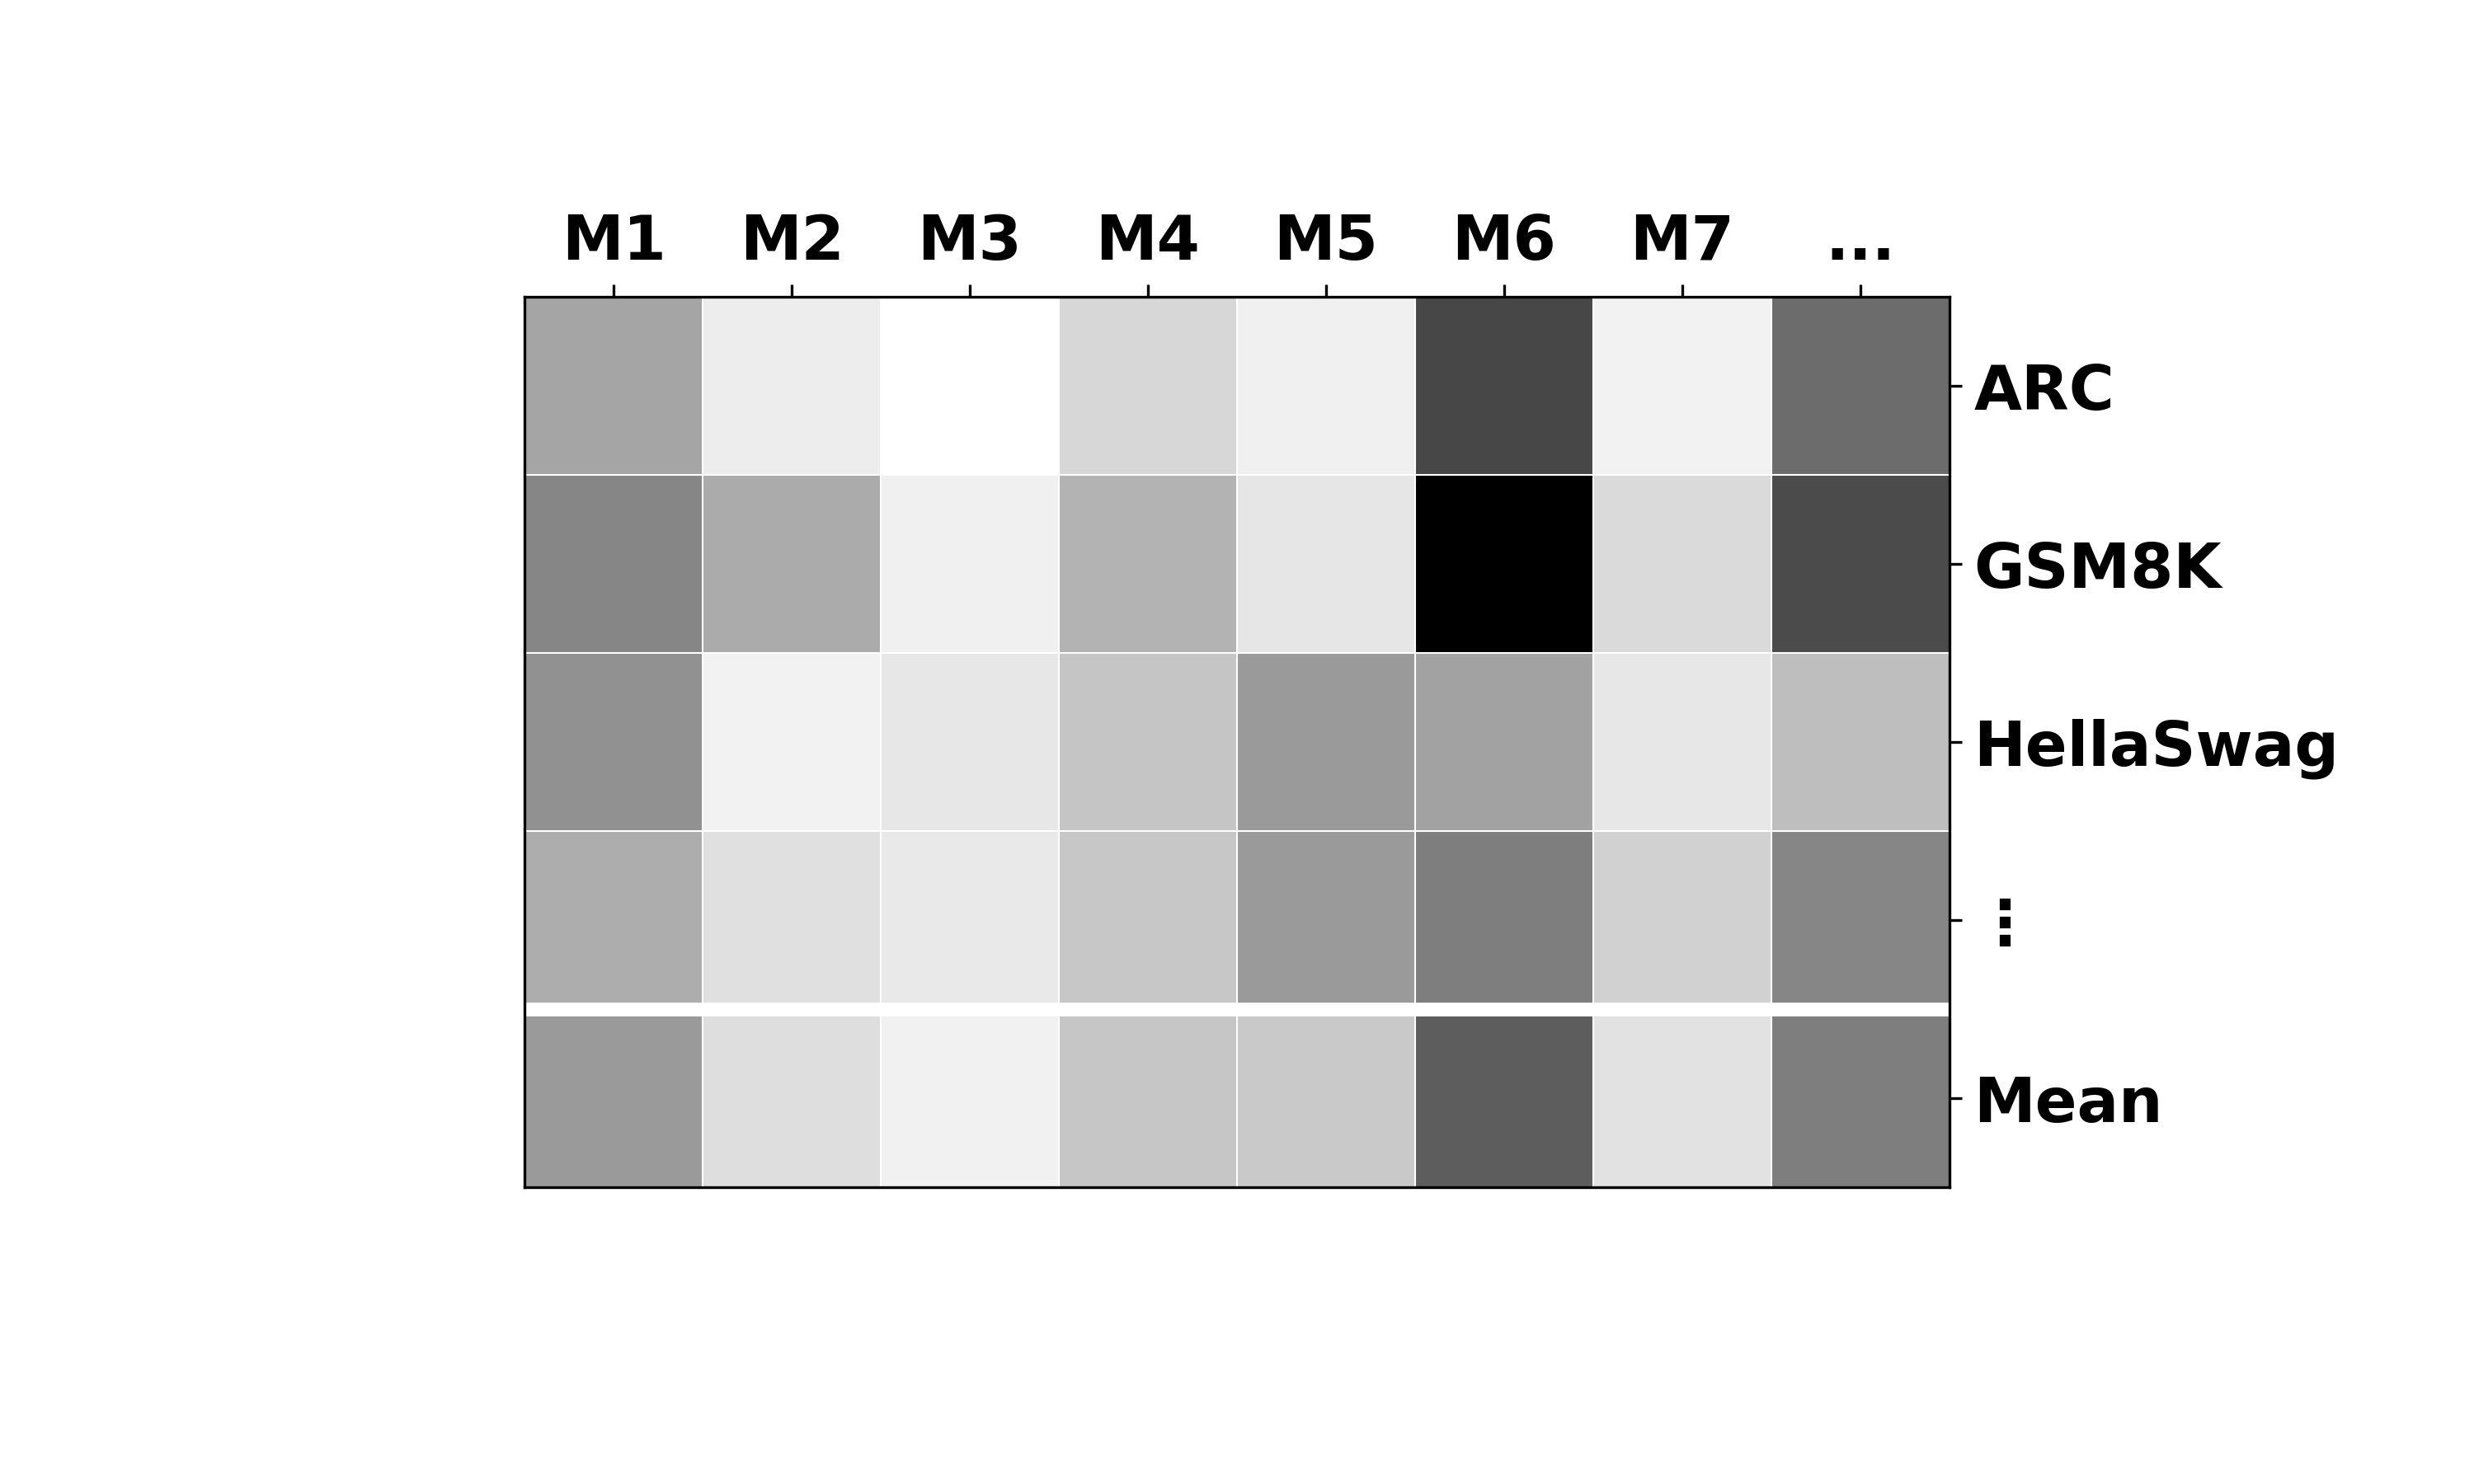 M1 M2 M3 M4 M5 M6 M7 ...
ARC
GSM8K
HellaSwag
⋮
Mean